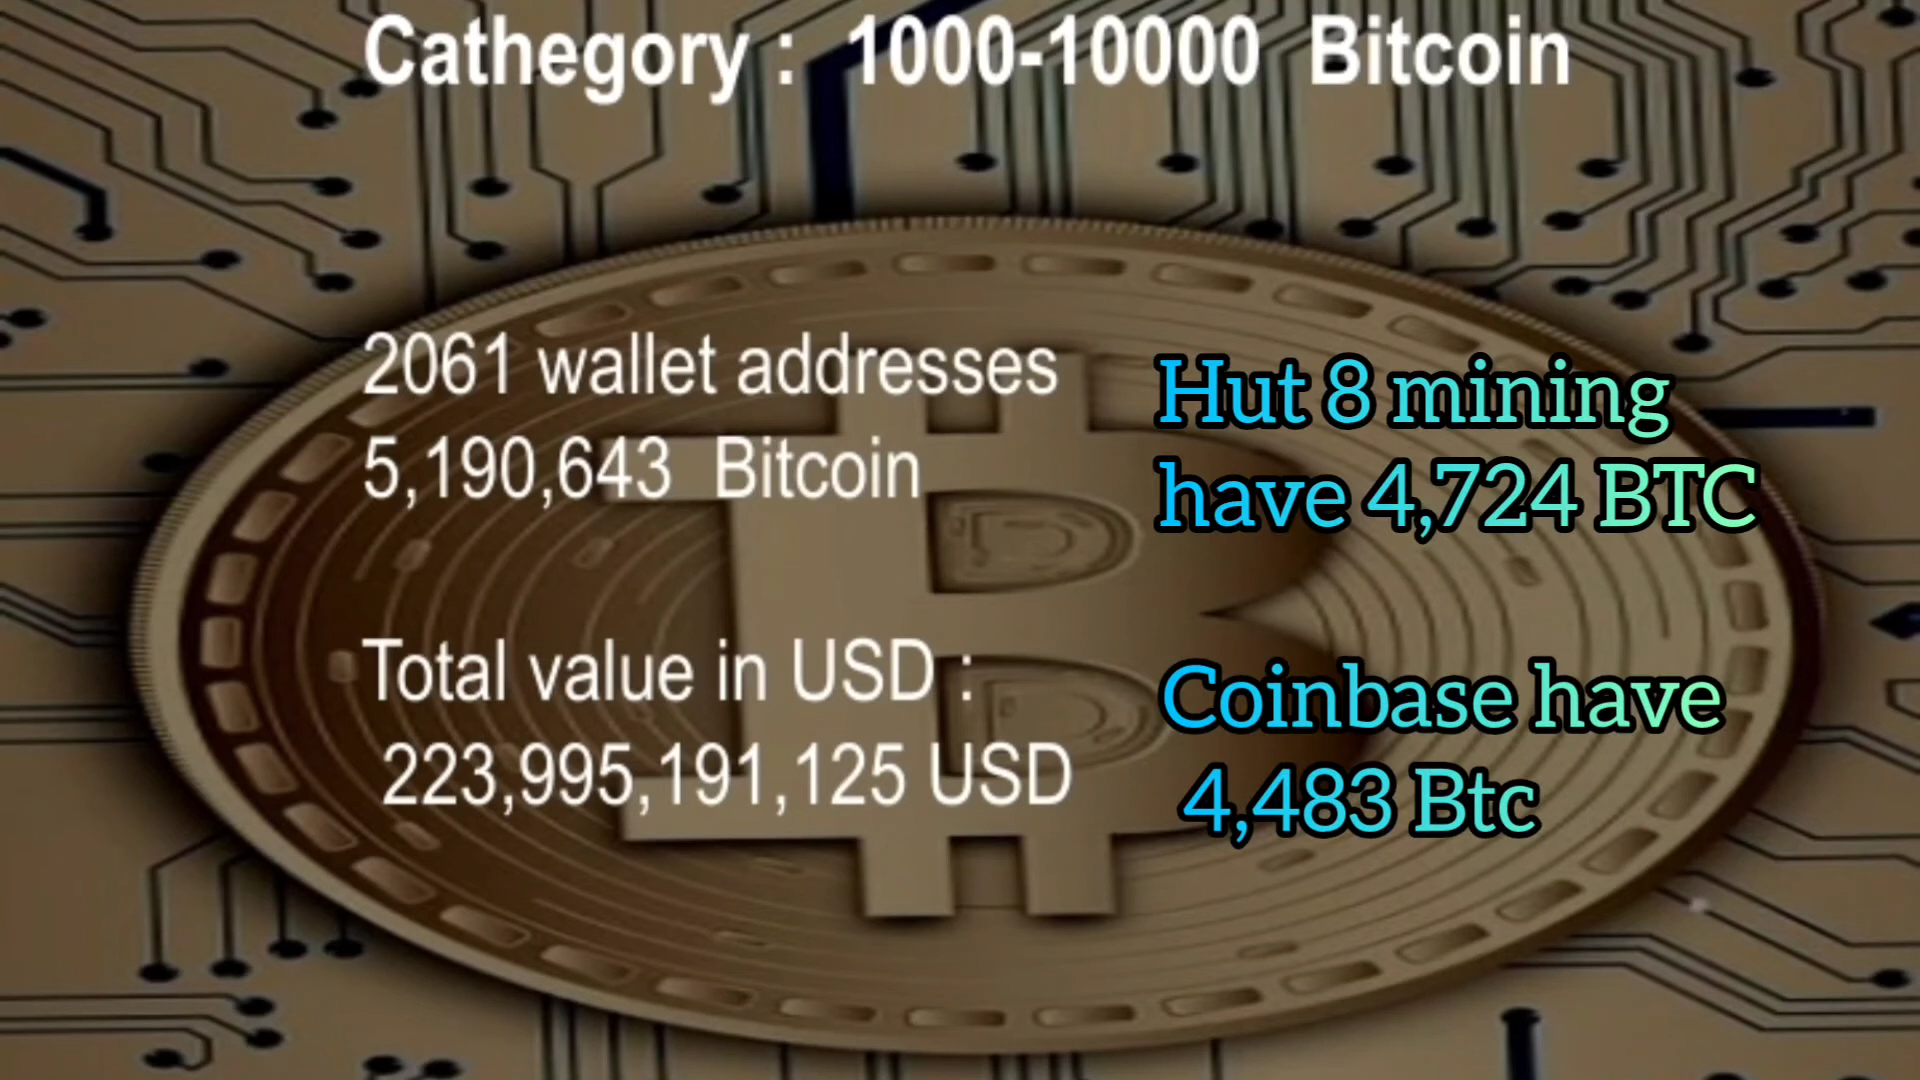 Cathegory : 1000-10000 Bitcoin
2061 wallet addresses
5,190,643 Bitcoin
Total value in USD :
223,995,191,125 USD
Hut 8 mining
have 4,724 BTC
Coinbase have
4,483 Btc